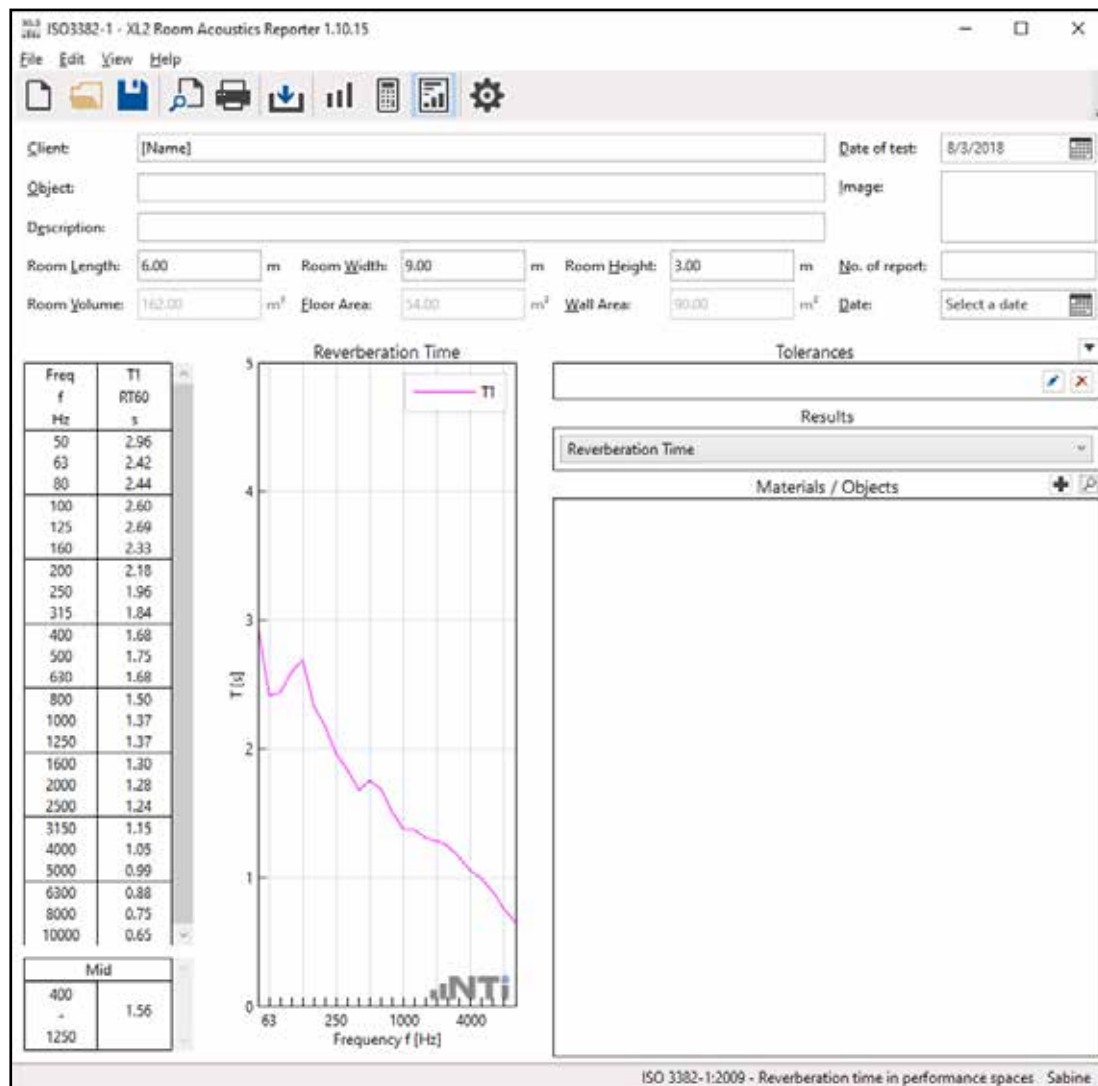 ISO3382-1 - XL2 Room Acoustics Reporter 1.10.15
File Edit View Help
Client: [Name] Date of test: 8/3/2018
Object: Image:
Description:
Room Length: 6.00 m Room Width: 9.00 m Room Height: 3.00 m No. of report:
Room Volume: 162.00 m³ Floor Area: 54.00 m² Wall Area: 90.00 m² Date: Select a date
Freq T1
f RT60
Hz s
50 2.96
63 2.42
80 2.44
100 2.60
125 2.69
160 2.33
200 2.18
250 1.96
315 1.84
400 1.68
500 1.75
630 1.68
800 1.50
1000 1.37
1250 1.37
1600 1.30
2000 1.28
2500 1.24
3150 1.15
4000 1.05
5000 0.99
6300 0.88
8000 0.75
10000 0.65
Mid
400
- 1.56
1250
Reverberation Time
T1
5
4
3
2
1
0
T [s]
NTi
63 250 1000 4000
Frequency f [Hz]
Tolerances
Results
Reverberation Time
Materials / Objects
ISO 3382-1:2009 - Reverberation time in performance spaces Sabine